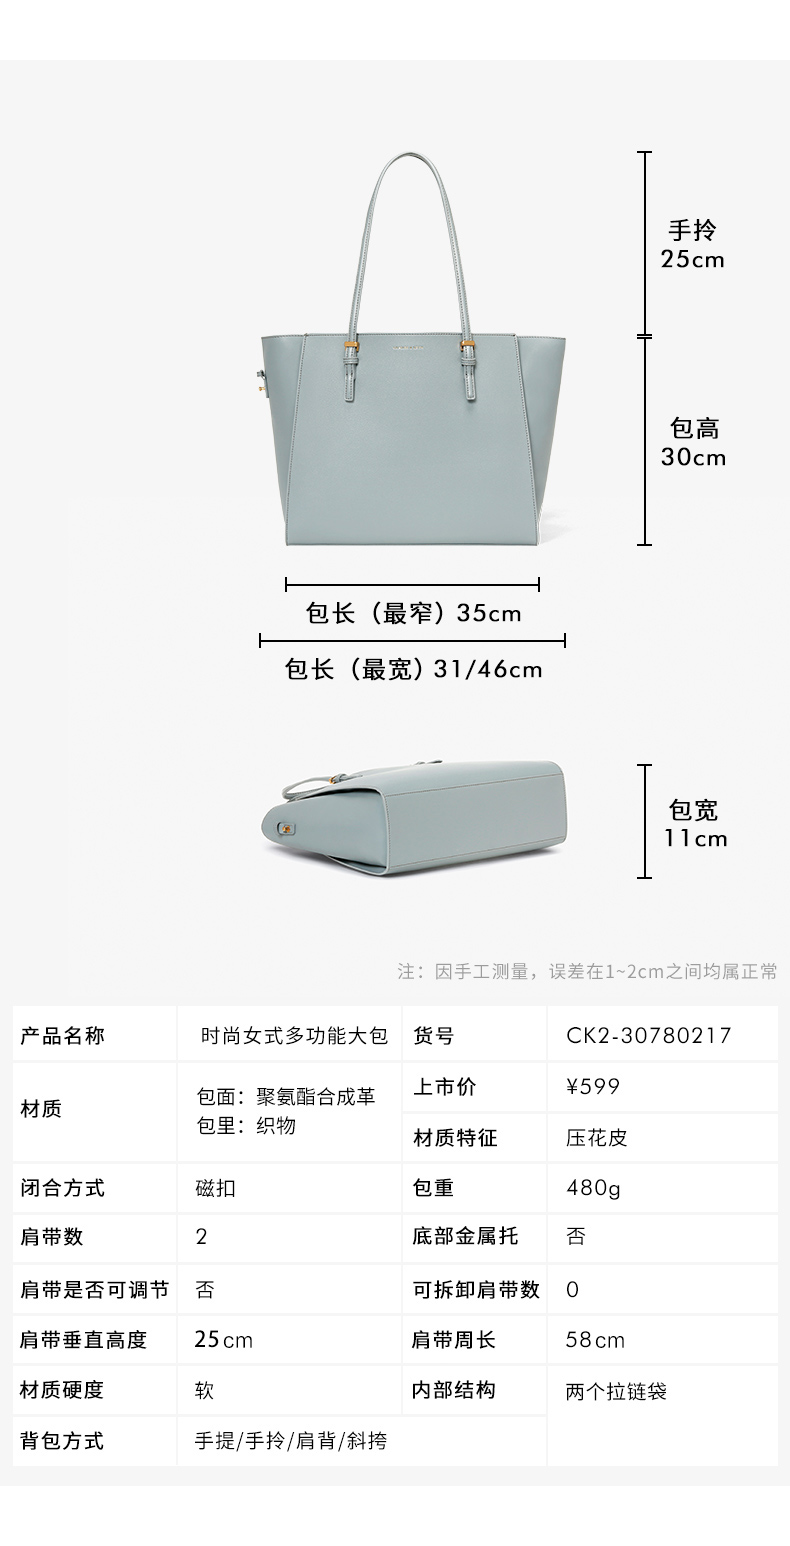 手拎
25cm
包高
30cm
包长（最窄）35cm
包长（最宽）31/46cm
包宽
11cm
注：因手工测量，误差在1~2cm之间均属正常
产品名称 时尚女式多功能大包 货号 CK2-30780217
材质
包面：聚氨酯合成革
包里：织物
上市价 ¥599
材质特征 压花皮
闭合方式 磁扣 包重 480g
肩带数 2 底部金属托 否
肩带是否可调节 否 可拆卸肩带数 0
肩带垂直高度 25cm 肩带周长 58cm
材质硬度 软 内部结构 两个拉链袋
背包方式 手提/手拎/肩背/斜挎